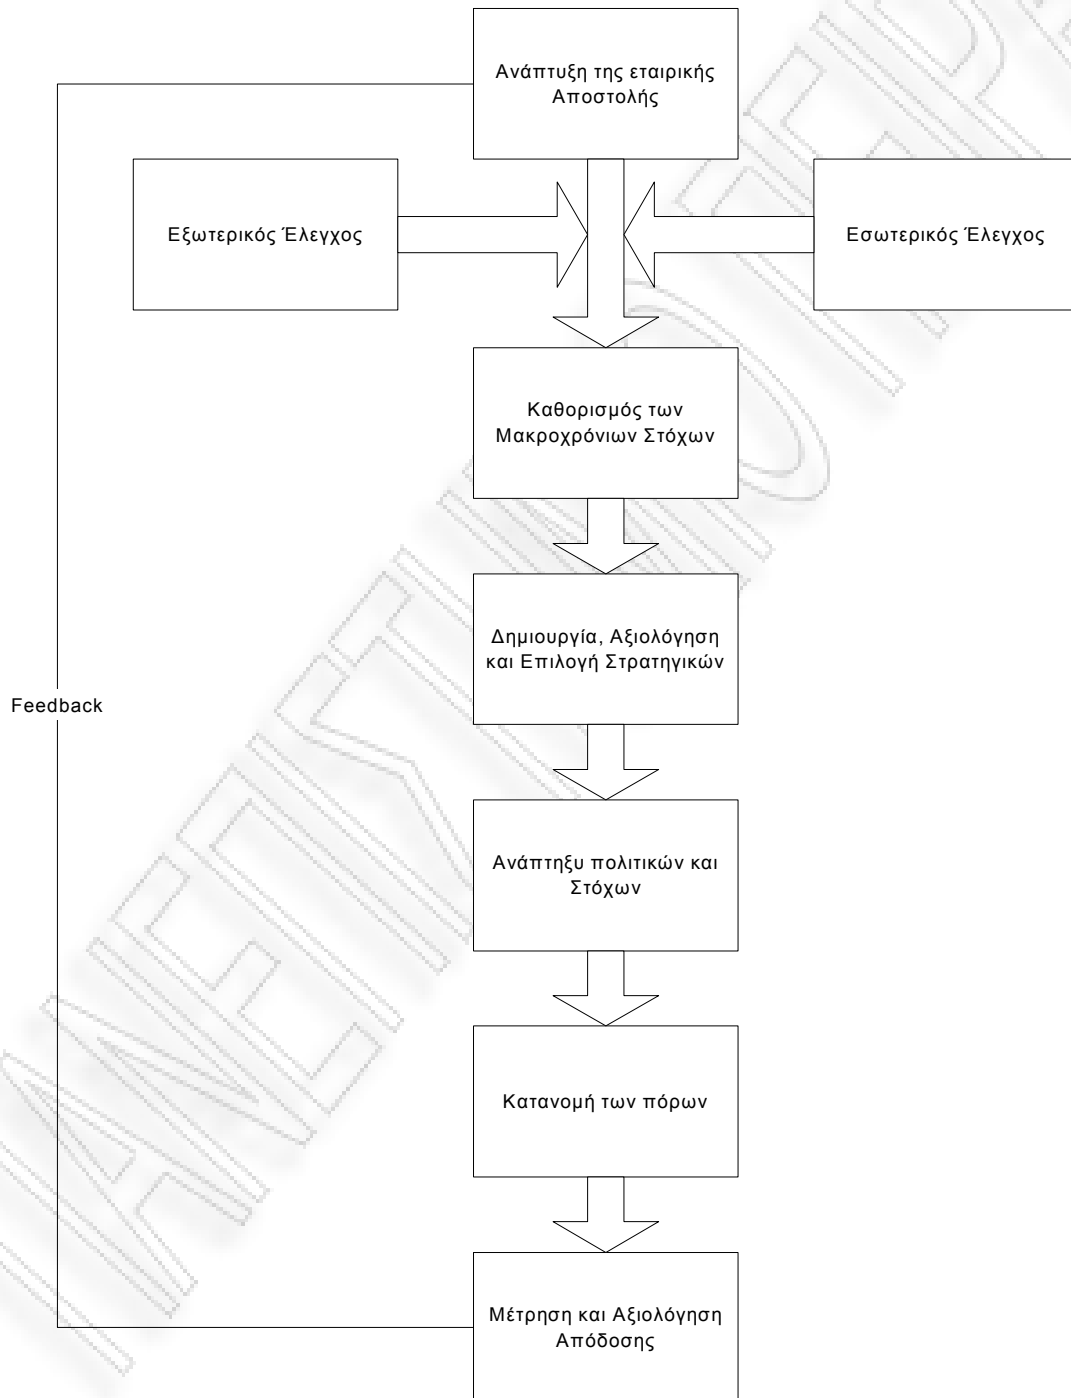 Ανάπτυξη της εταιρικής
Αποστολής
Εξωτερικός Έλεγχος
Εσωτερικός Έλεγχος
Καθορισμός των
Μακροχρόνιων Στόχων
Δημιουργία, Αξιολόγηση
και Επιλογή Στρατηγικών
Feedback
Ανάπτηξυ πολιτικών και
Στόχων
Κατανομή των πόρων
Μέτρηση και Αξιολόγηση
Απόδοσης